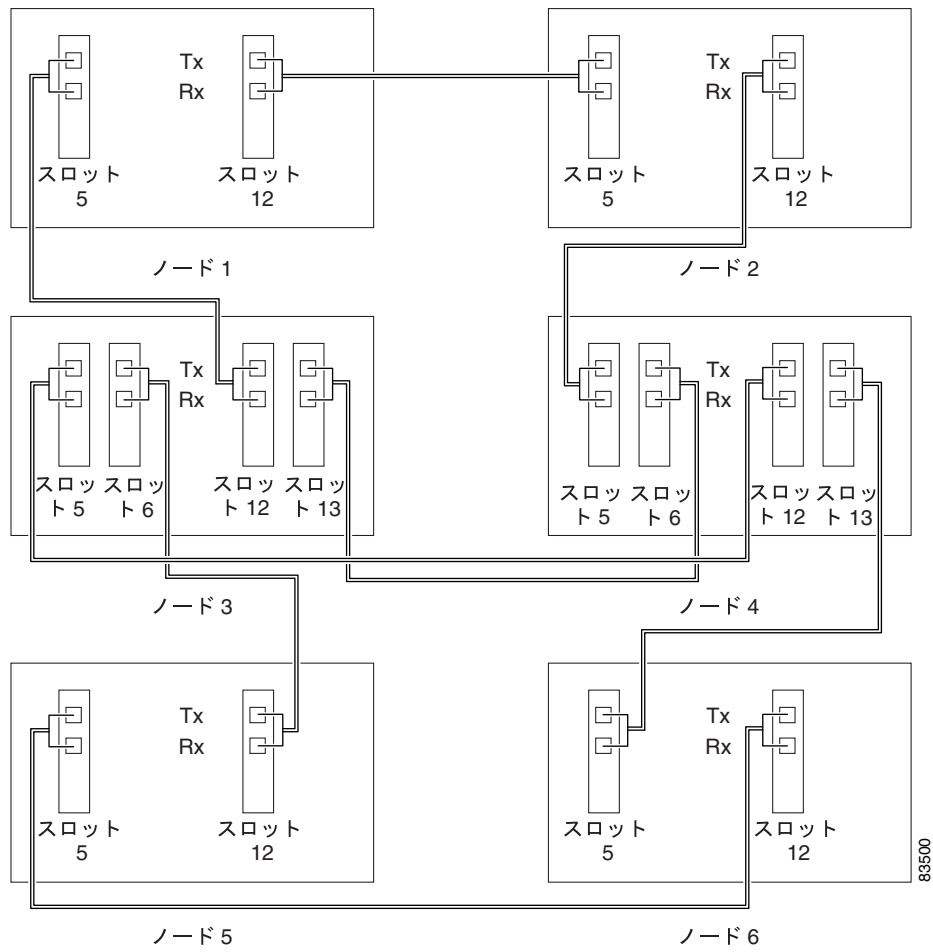 Tx
Rx
スロット
5
スロット
12
Tx
Rx
スロット
5
スロット
12
ノード 1
ノード 2
Tx
Rx
スロッ
ト 5
スロッ
ト 6
スロッ
ト 12
スロッ
ト 13
Tx
Rx
スロッ
ト 5
スロッ
ト 6
スロッ
ト 12
スロッ
ト 13
ノード 3
ノード 4
Tx
Rx
スロット
5
スロット
12
Tx
Rx
スロット
5
スロット
12
83500
ノード 5
ノード 6